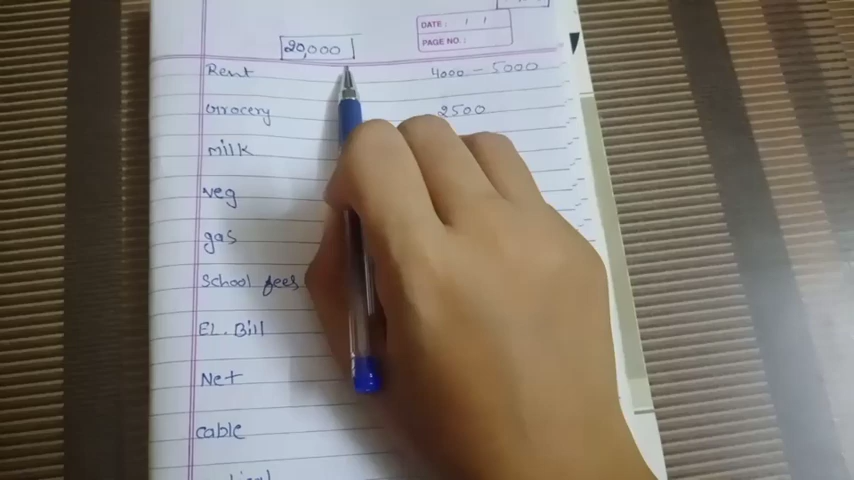 DATE: / /
PAGE NO.:
20,000
Rent 4000 - 5000
Grocery 2500
milk
veg
gas
School fees
EL. Bill
Net
cable